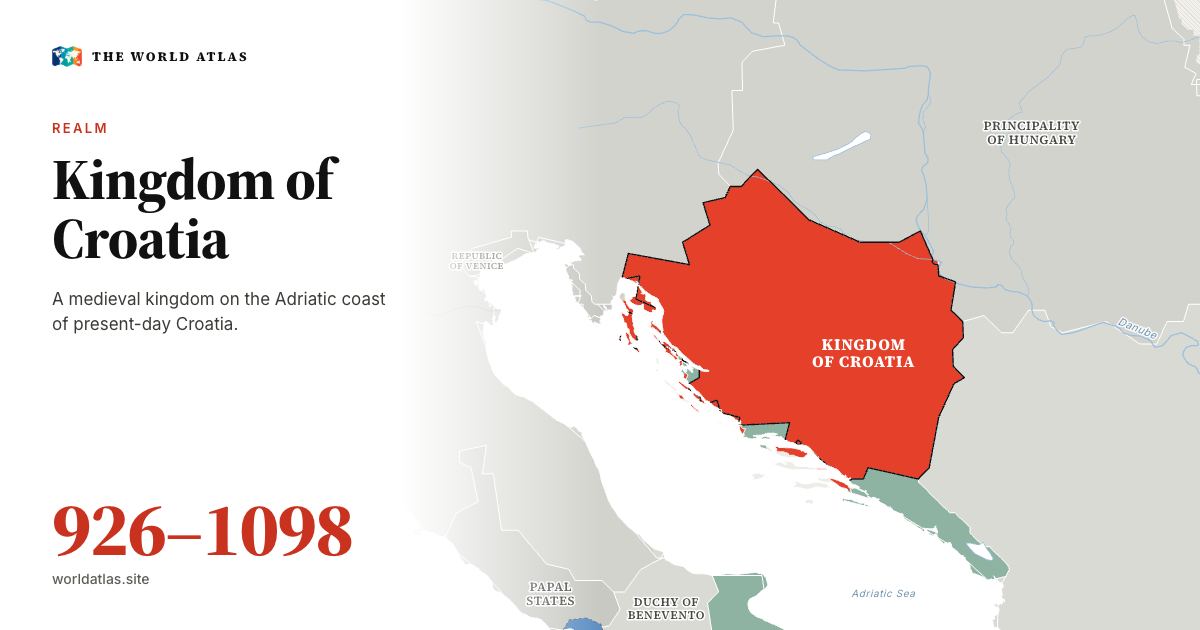 THE WORLD ATLAS
REALM
Kingdom of
Croatia
A medieval kingdom on the Adriatic coast
of present-day Croatia.
926–1098
worldatlas.site
PRINCIPALITY
OF HUNGARY
REPUBLIC
OF VENICE
KINGDOM
OF CROATIA
Danube
PAPAL
STATES
DUCHY OF
BENEVENTO
Adriatic Sea